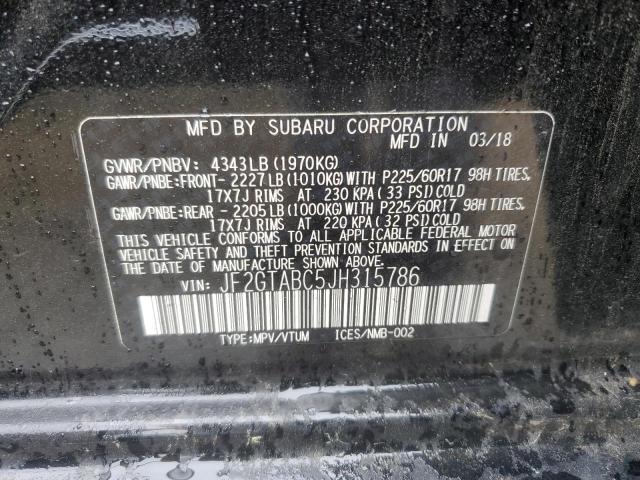 MFD BY SUBARU CORPORATION
MFD IN 03/18
GVWR/PNBV: 4343LB (1970KG)
GAWR/PNBE:FRONT- 2227LB (1010KG) WITH P225/60R17 98H TIRES,
17X7J RIMS AT 230 KPA (33 PSI) COLD
GAWR/PNBE:REAR - 2205LB (1000KG) WITH P225/60R17 98H TIRES,
17X7J RIMS AT 220 KPA (32 PSI) COLD
THIS VEHICLE CONFORMS TO ALL APPLICABLE FEDERAL MOTOR
VEHICLE SAFETY AND THEFT PREVENTION STANDARDS IN EFFECT
ON THE DATE OF MANUFACTURE SHOWN ABOVE.
VIN: JF2GTABC5JH315786
TYPE:MPV/VTUM ICES/NMB-002